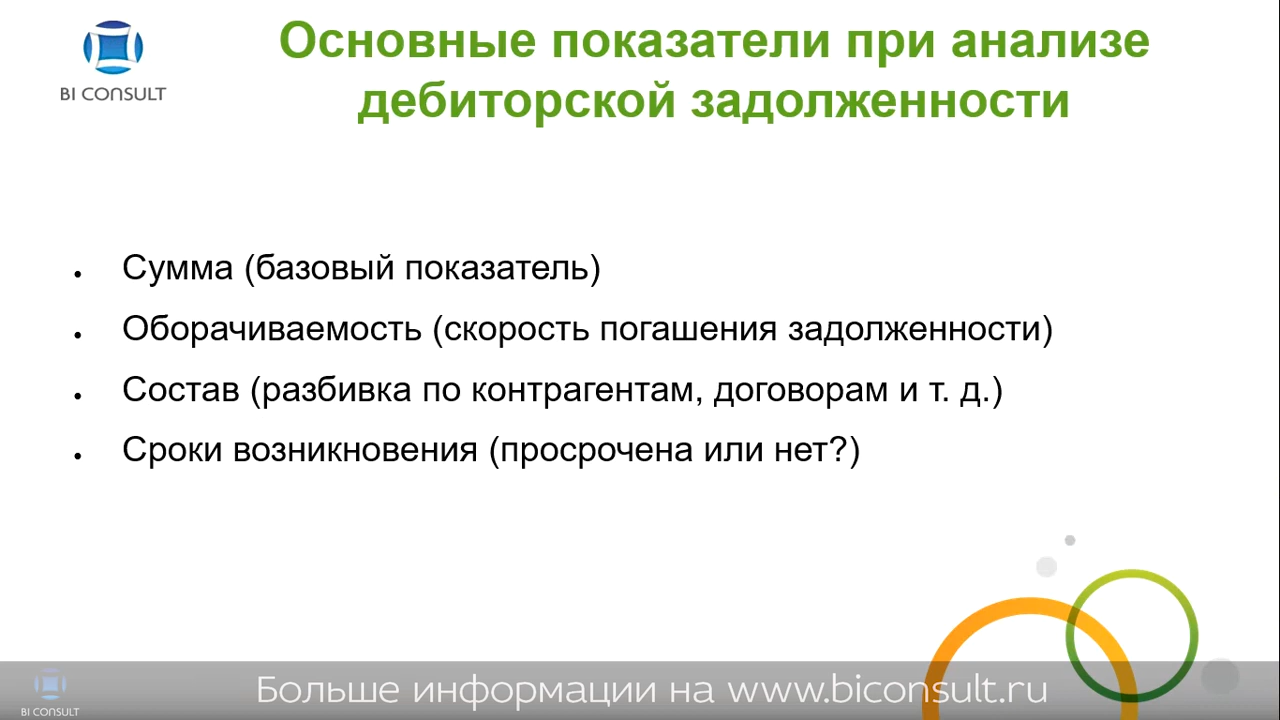 BI CONSULT
Основные показатели при анализе
дебиторской задолженности
• Сумма (базовый показатель)
• Оборачиваемость (скорость погашения задолженности)
• Состав (разбивка по контрагентам, договорам и т. д.)
• Сроки возникновения (просрочена или нет?)
BI CONSULT
Больше информации на www.biconsult.ru